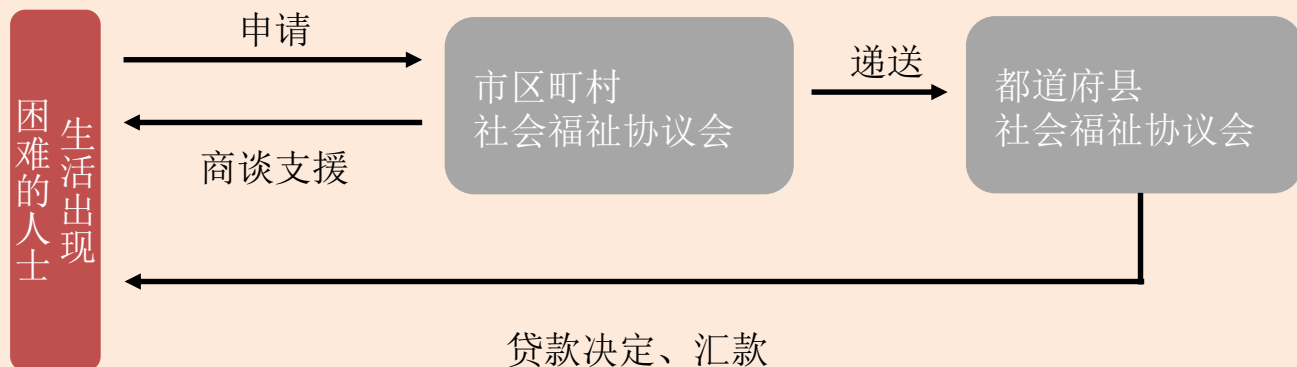 生活出现
困难的人士
申请
商谈支援
市区町村
社会福祉协议会
递送
都道府县
社会福祉协议会
贷款决定、汇款